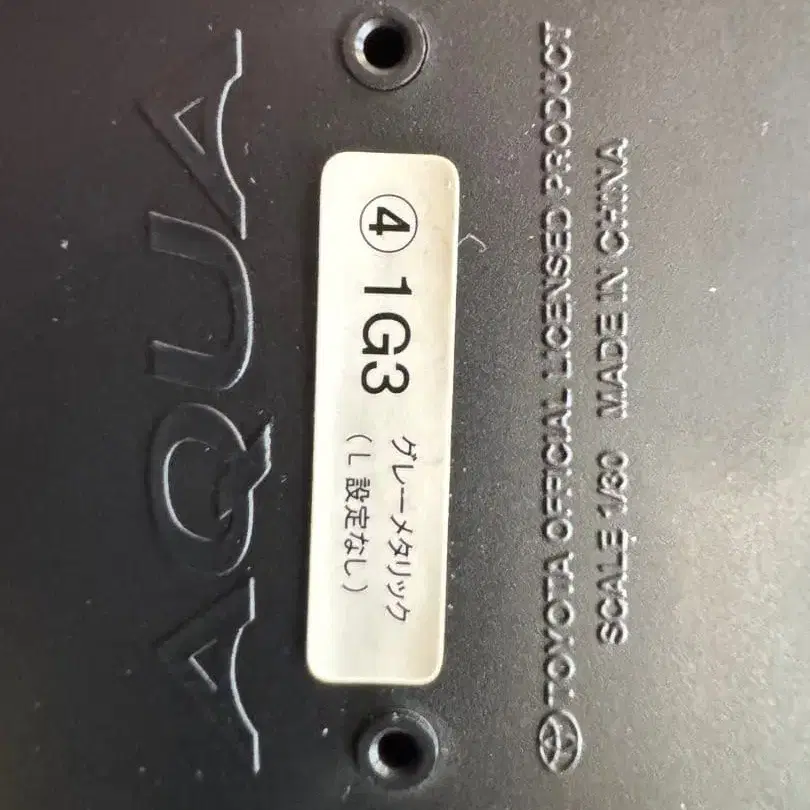 AQUA
④ 1G3 グレーメタリック
(L 設定なし)
TOYOTA OFFICIAL LICENSED PRODUCT
SCALE 1/30 MADE IN CHINA